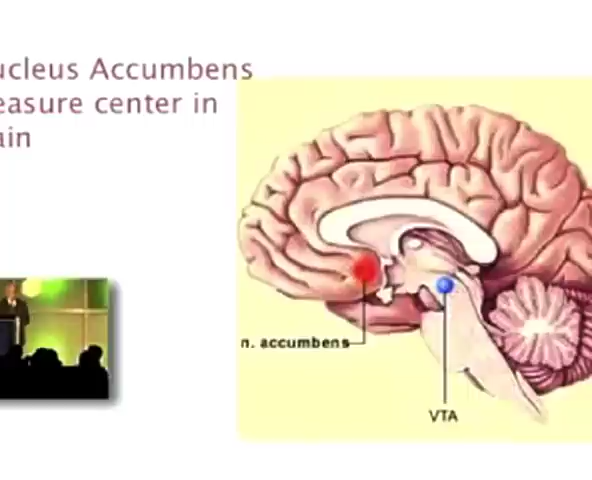 ucleus Accumbens
easure center in
ain
n. accumbens
VTA